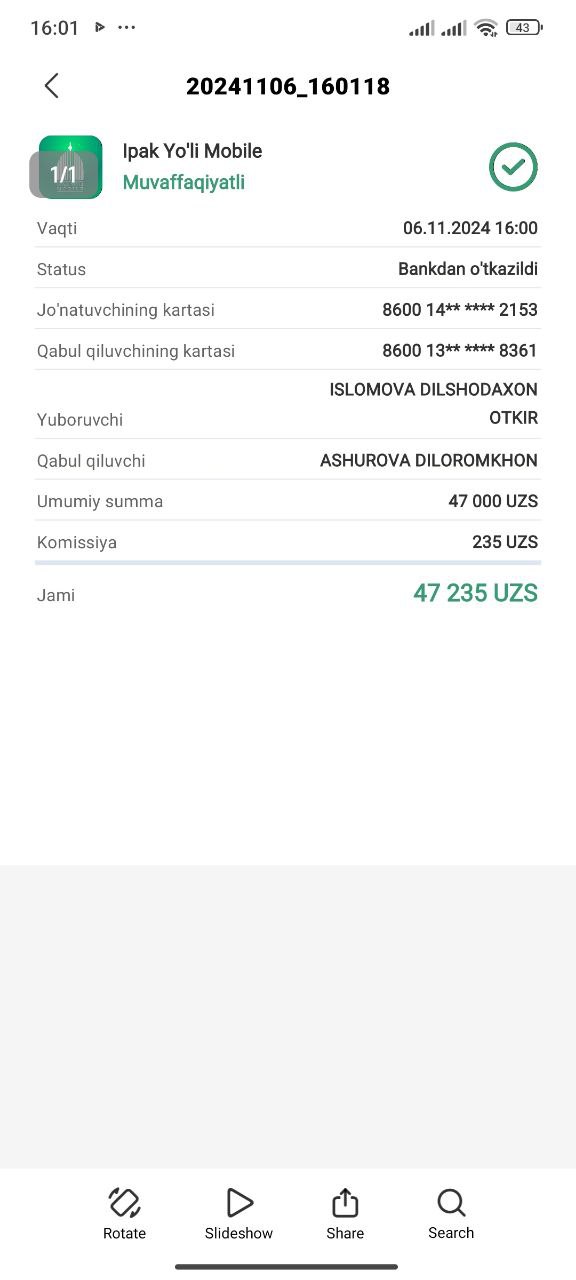 16:01
43
20241106_160118
1/1
Ipak Yo'li Mobile
Muvaffaqiyatli
Vaqti 06.11.2024 16:00
Status Bankdan o'tkazildi
Jo'natuvchining kartasi 8600 14** **** 2153
Qabul qiluvchining kartasi 8600 13** **** 8361
Yuboruvchi ISLOMOVA DILSHODAXON
OTKIR
Qabul qiluvchi ASHUROVA DILOROMKHON
Umumiy summa 47 000 UZS
Komissiya 235 UZS
Jami 47 235 UZS
Rotate Slideshow Share Search